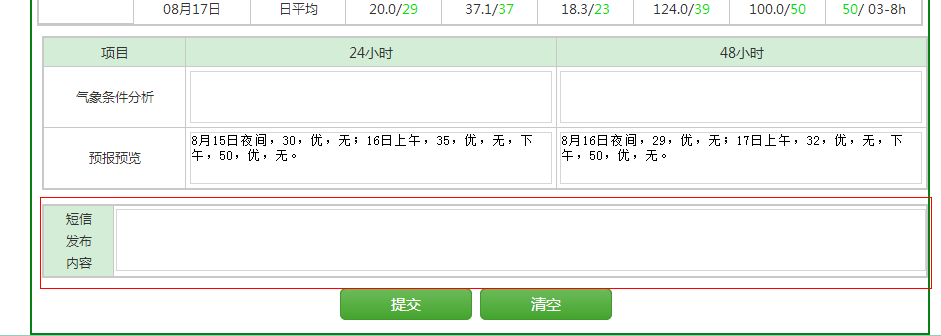 08月17日 日平均 20.0/29 37.1/37 18.3/23 124.0/39 100.0/50 50/ 03-8h
项目 24小时 48小时
气象条件分析
预报预览
8月15日夜间，30，优，无；16日上午，35，优，无，下
午，50，优，无。
8月16日夜间，29，优，无；17日上午，32，优，无，下
午，50，优，无。
短信
发布
内容
提交 清空